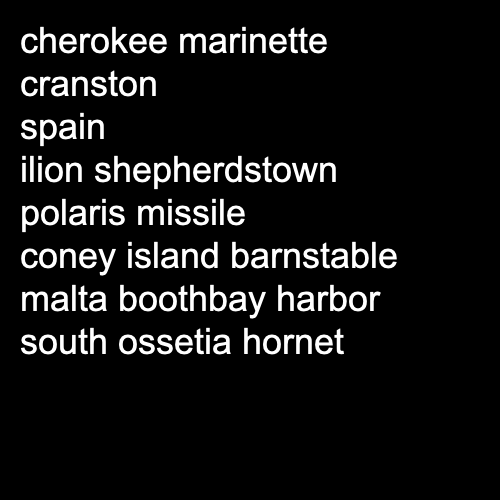 cherokee marinette
cranston
spain
ilion shepherdstown
polaris missile
coney island barnstable
malta boothbay harbor
south ossetia hornet